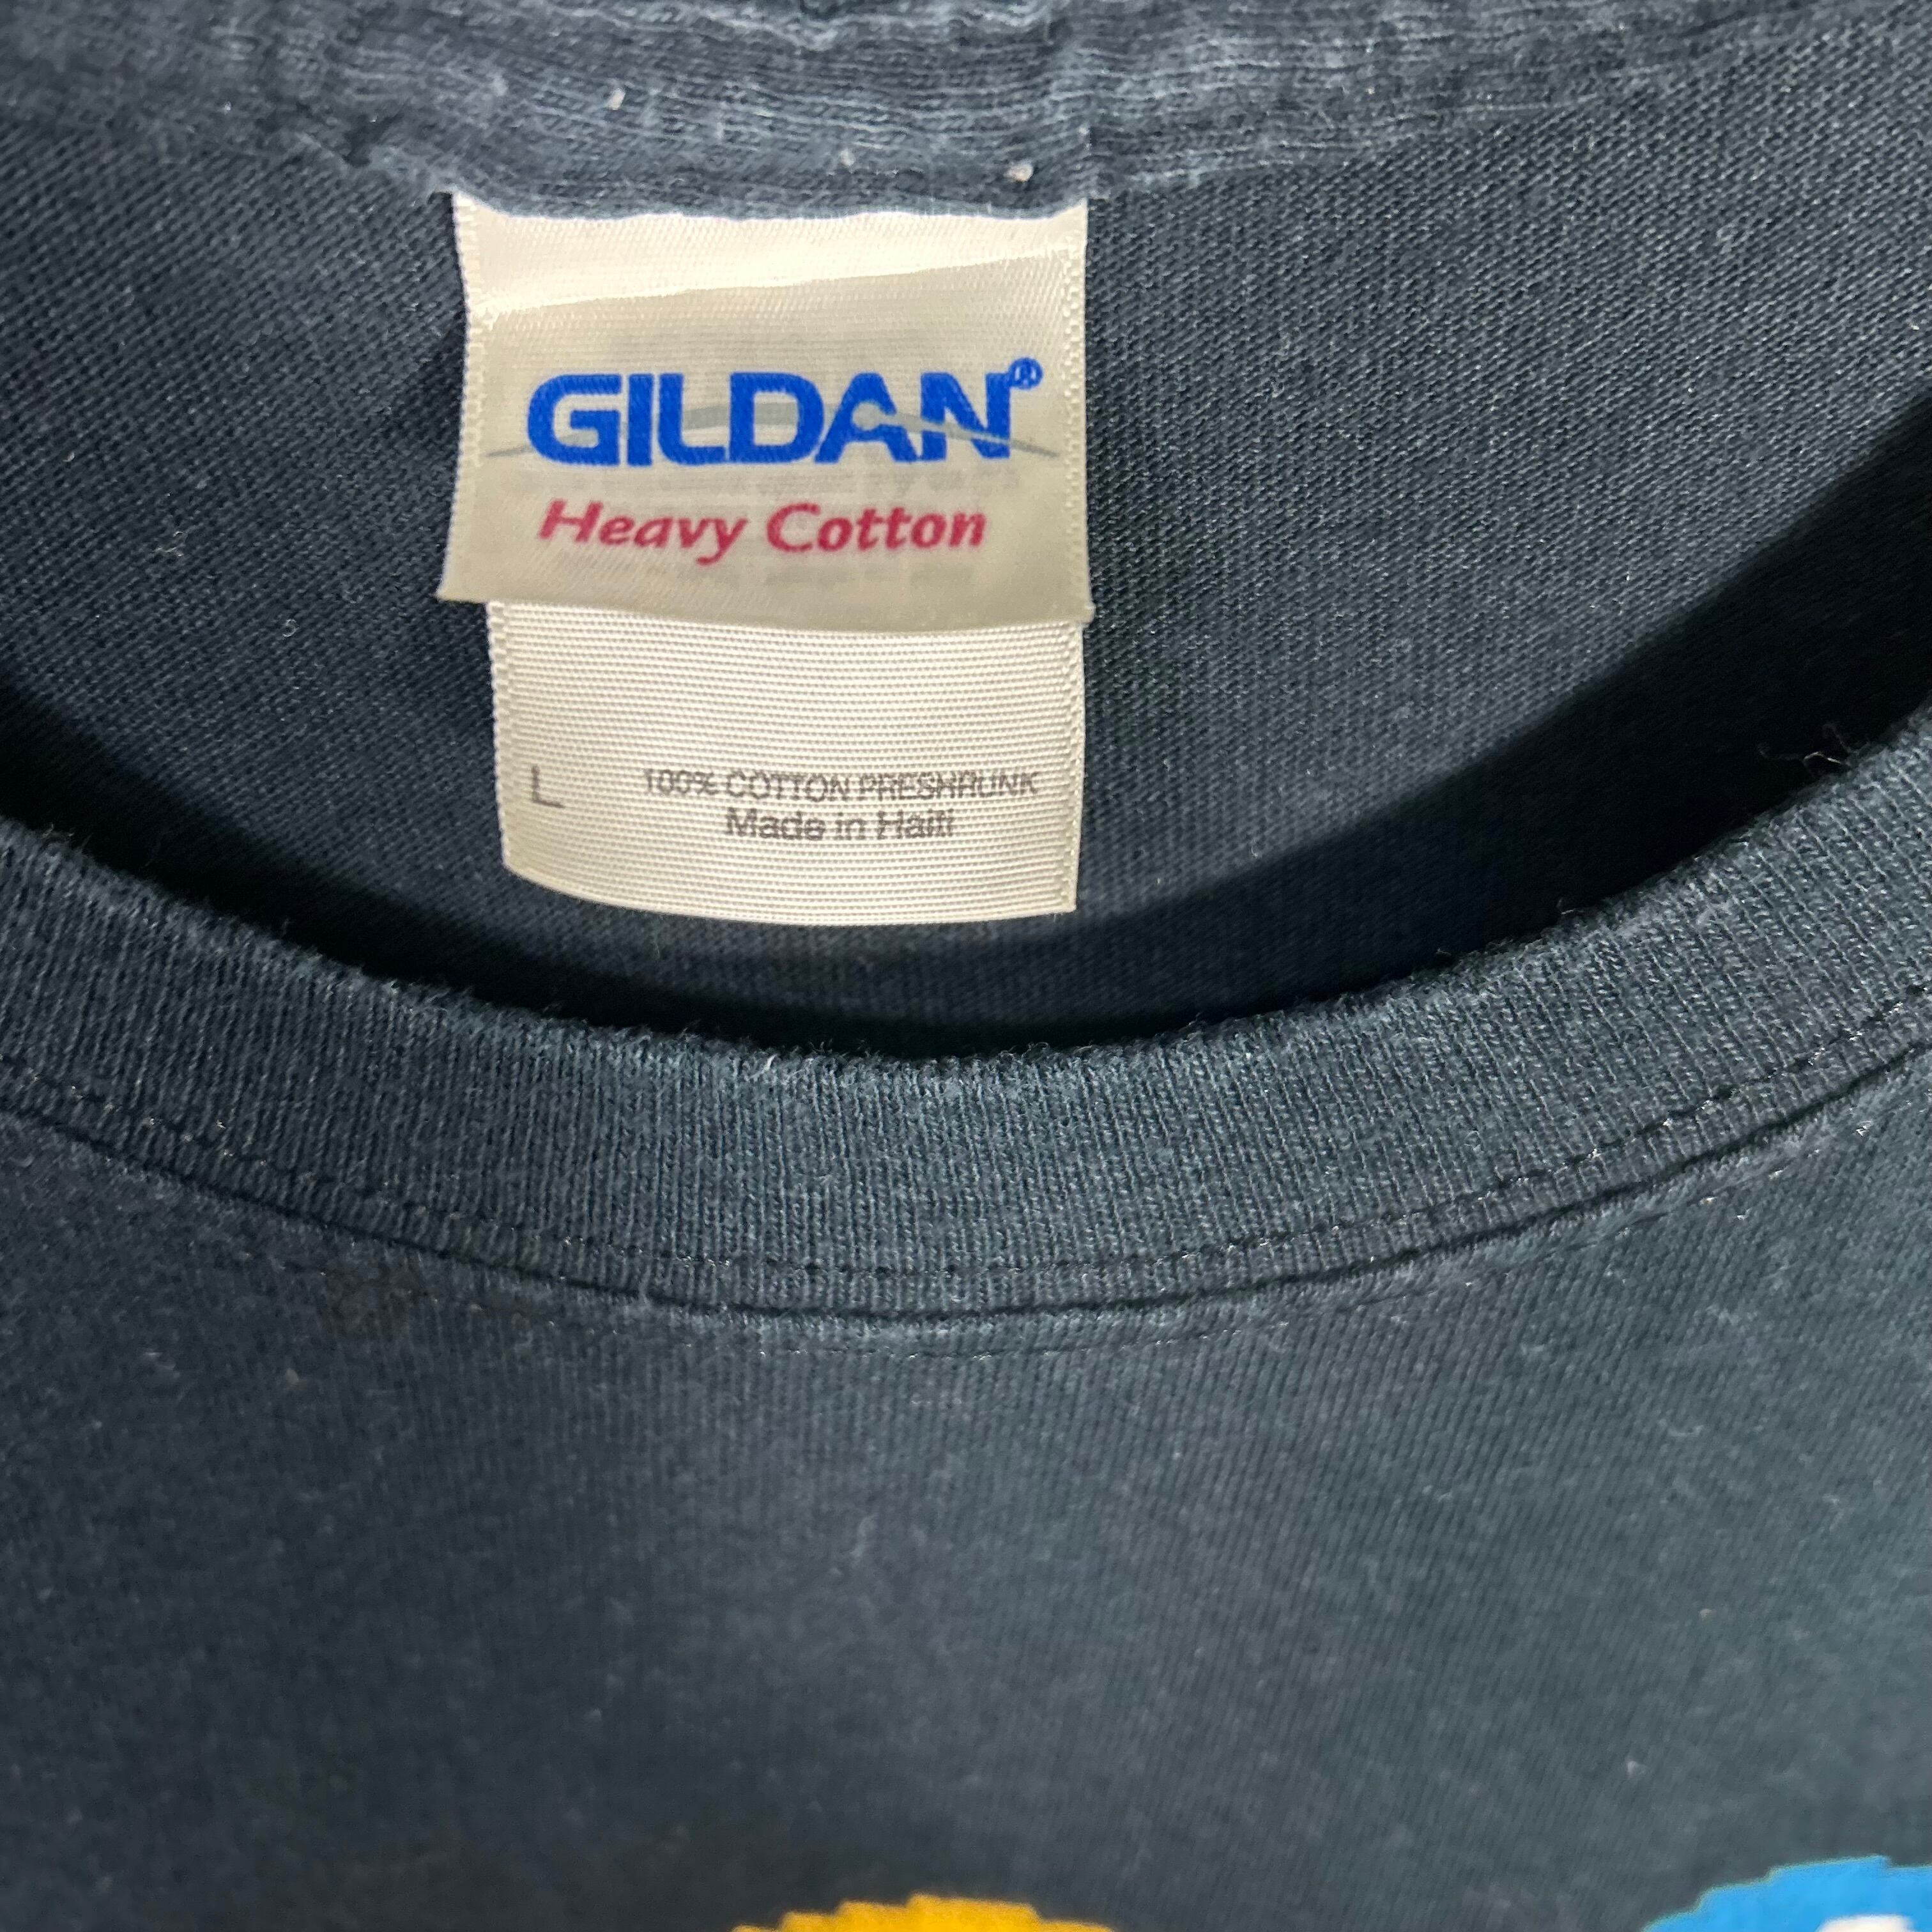 GILDAN®
Heavy Cotton
L 100% COTTON PRESHRUNK
Made in Haiti